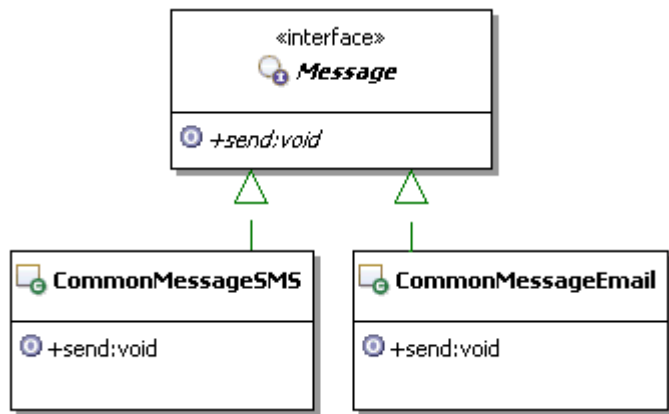 «interface»
Message
+send:void
CommonMessageSMS
+send:void
CommonMessageEmail
+send:void